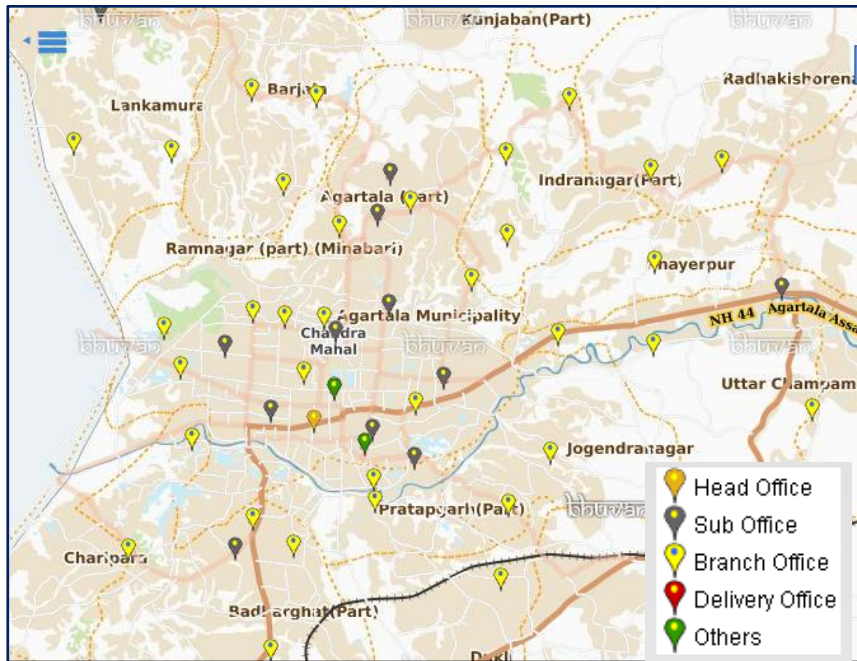 bhuvan
Kunjaban(Part)
bhuvan
bhuvan
Radhakishorena
Barjala
Lankamura
Agartala (Part)
Indranagar(Part)
Ramnagar (part) (Minabari)
Khayerpur
Agartala Municipality
NH 44 Agartala Assa
Chandra
Mahal
bhuvan
bhuvan
bhuvan
Uttar Champam
Jogendranagar
Pratapgarh(Part)
bhuvan
Charipara
Badharghat(Part)
Head Office
Sub Office
Branch Office
Delivery Office
Others